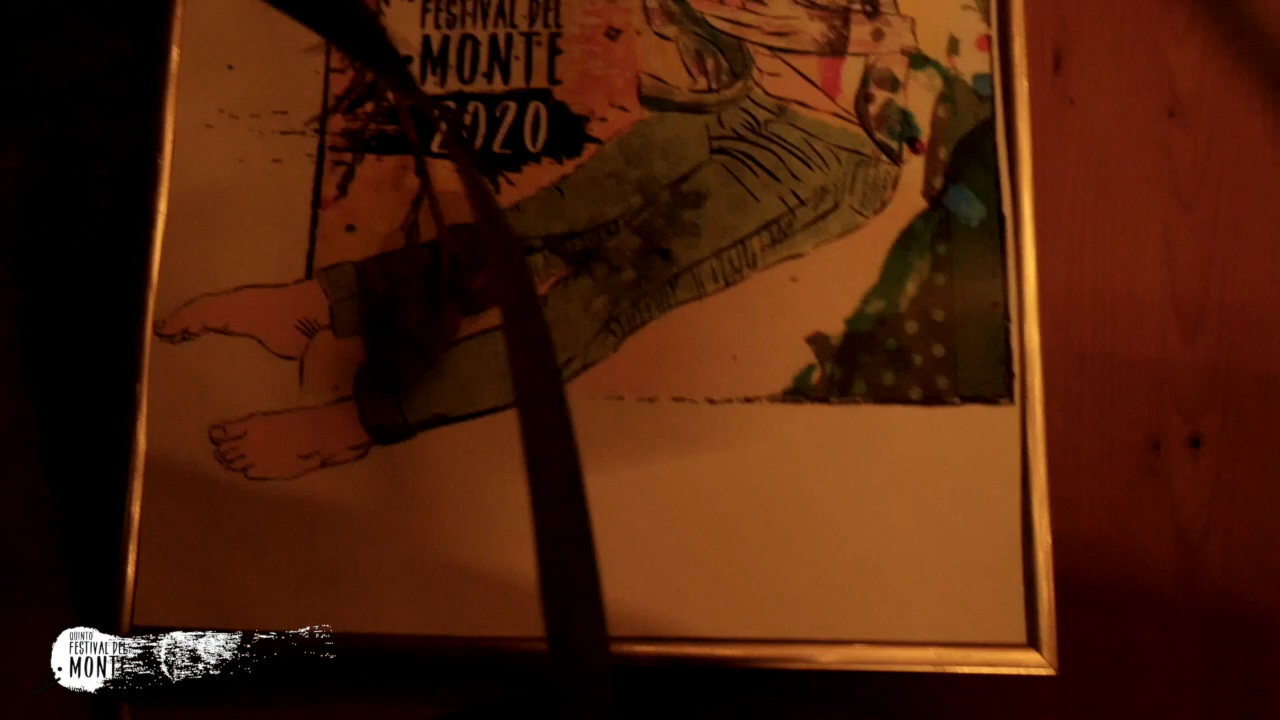 FESTIVAL DEL
MONTE
2020
QUINTO
FESTIVAL DEL
MONTE